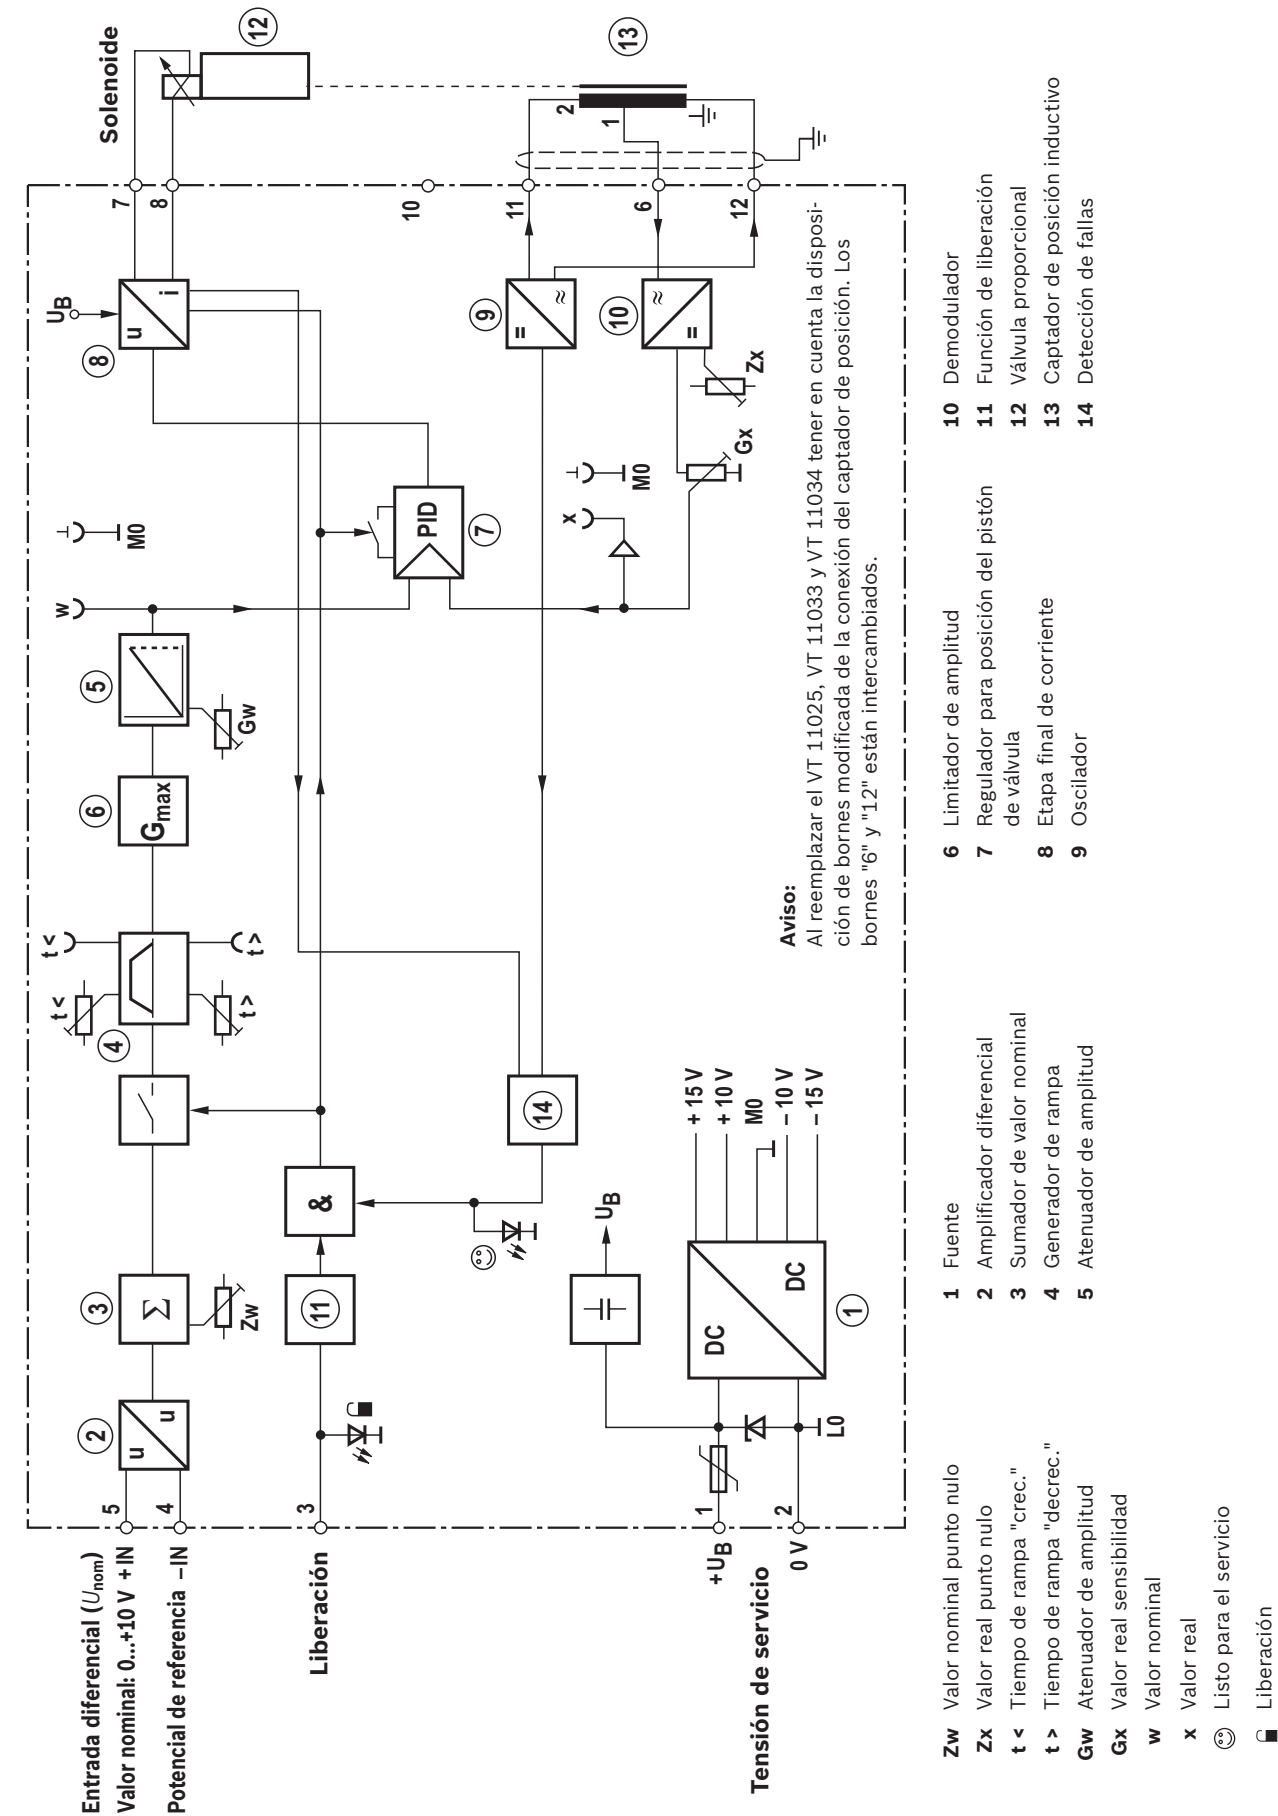 Entrada diferencial (Unom)
Valor nominal: 0...+10 V +IN
Potencial de referencia –IN
5
4
2
u
u
3
Σ
Zw
4
t <
t <
t >
t >
6
Gmax
5
Gw
w
⊥
M0
UB
8
u
i
7
8
Solenoide
12
Liberación
3
11
&
14
PID
7
x
⊥
M0
Gx
Zx
9
=
≈
10
=
≈
10
11
6
12
2
1
13
Tensión de servicio
+UB
0 V
1
2
L0
UB
DC
DC
1
+ 15 V
+ 10 V
M0
– 10 V
– 15 V
Aviso:
Al reemplazar el VT 11025, VT 11033 y VT 11034 tener en cuenta la disposi-
ción de bornes modificada de la conexión del captador de posición. Los
bornes "6" y "12" están intercambiados.
Zw Valor nominal punto nulo
Zx Valor real punto nulo
t < Tiempo de rampa "crec."
t > Tiempo de rampa "decrec."
Gw Atenuador de amplitud
Gx Valor real sensibilidad
w Valor nominal
x Valor real
☺ Listo para el servicio
Liberación
1 Fuente
2 Amplificador diferencial
3 Sumador de valor nominal
4 Generador de rampa
5 Atenuador de amplitud
6 Limitador de amplitud
7 Regulador para posición del pistón
de válvula
8 Etapa final de corriente
9 Oscilador
10 Demodulador
11 Función de liberación
12 Válvula proporcional
13 Captador de posición inductivo
14 Detección de fallas